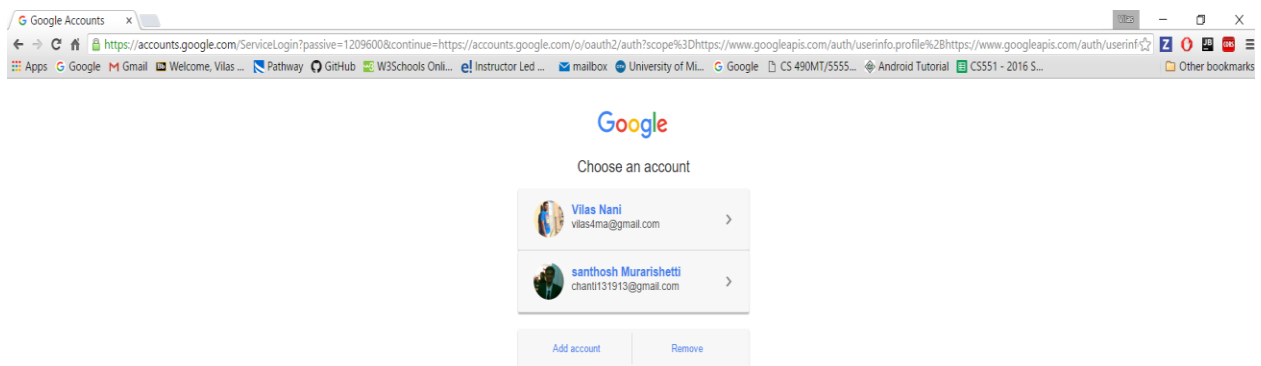 G Google Accounts x
Vilas
https://accounts.google.com/ServiceLogin?passive=1209600&continue=https://accounts.google.com/o/oauth2/auth?scope%3Dhttps://www.googleapis.com/auth/userinfo.profile%2Bhttps://www.googleapis.com/auth/userinf
Apps G Google M Gmail Welcome, Vilas ... Pathway GitHub W3Schools Onli... Instructor Led ... mailbox University of Mi... G Google CS 490MT/5555... Android Tutorial CS551 - 2016 S... Other bookmarks
Google
Choose an account
Vilas Nani
vilas4ma@gmail.com
santhosh Murarishetti
chanti131913@gmail.com
Add account Remove